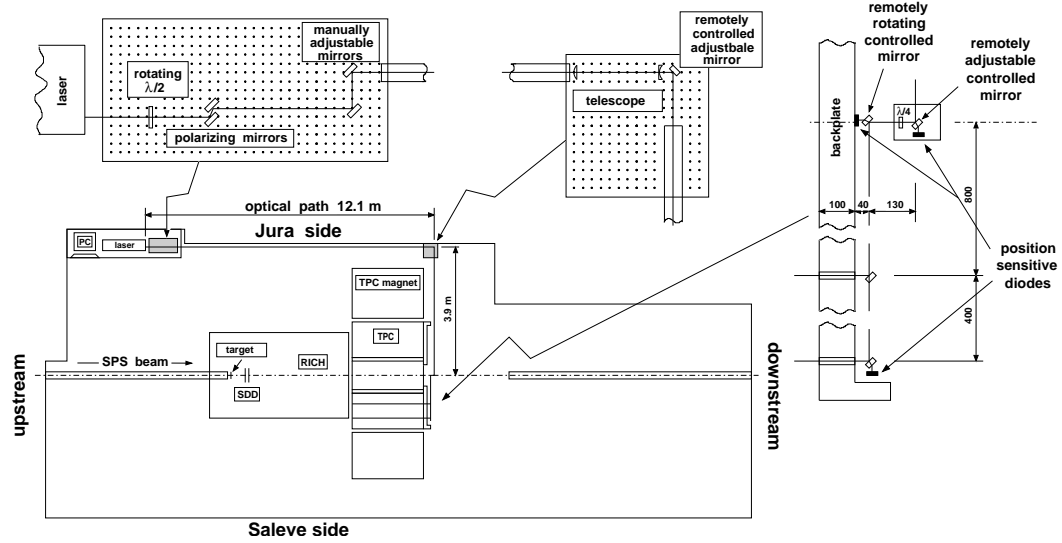 laser
rotating
λ/2
manually
adjustable
mirrors
polarizing mirrors
telescope
remotely
controlled
adjustbale
mirror
remotely
rotating
controlled
mirror
remotely
adjustable
controlled
mirror
backplate
λ/4
100
40
130
800
400
position
sensitive
diodes
optical path 12.1 m
Jura side
PC
laser
TPC magnet
3.9 m
TPC
SPS beam
target
RICH
SDD
upstream
downstream
Saleve side